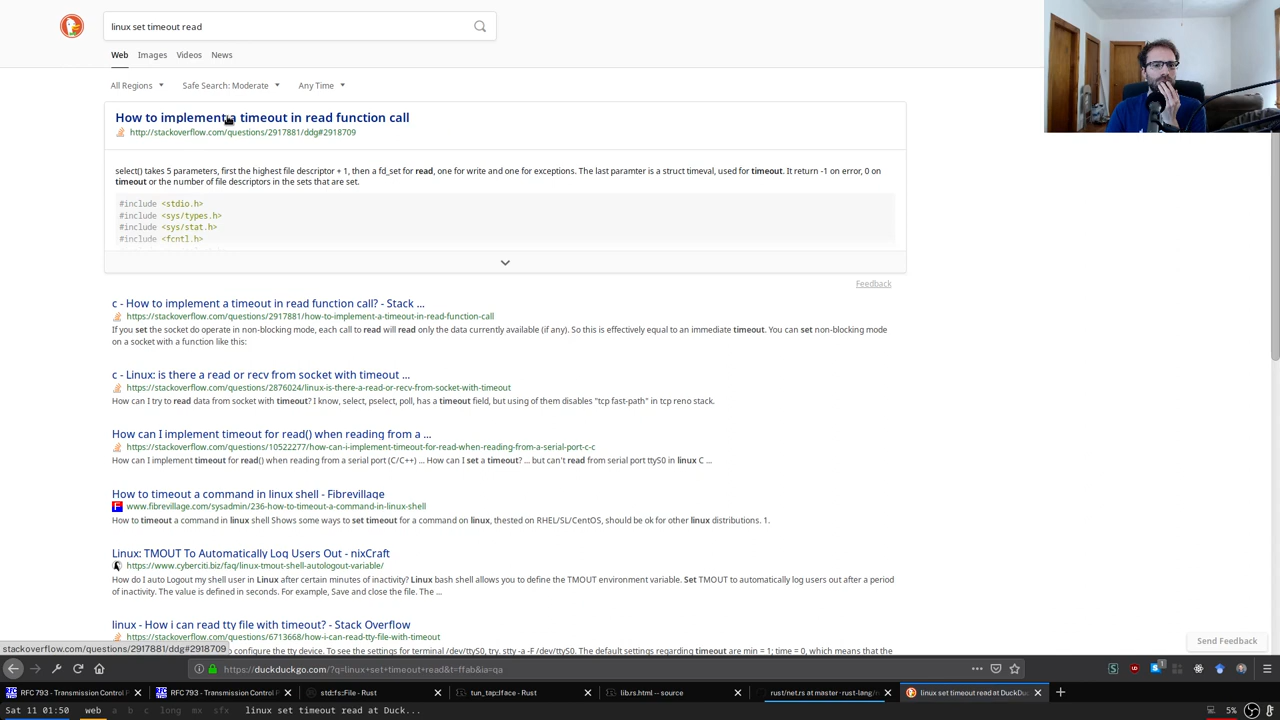 linux set timeout read
Web Images Videos News
All Regions Safe Search: Moderate Any Time
How to implement a timeout in read function call
http://stackoverflow.com/questions/2917881/ddg#2918709
select() takes 5 parameters, first the highest file descriptor + 1, then a fd_set for read, one for write and one for exceptions. The last paramter is a struct timeval, used for timeout. It return -1 on error, 0 on
timeout or the number of file descriptors in the sets that are set.
#include <stdio.h>
#include <sys/types.h>
#include <sys/stat.h>
#include <fcntl.h>
Feedback
c - How to implement a timeout in read function call? - Stack ...
https://stackoverflow.com/questions/2917881/how-to-implement-a-timeout-in-read-function-call
If you set the socket do operate in non-blocking mode, each call to read will read only the data currently available (if any). So this is effectively equal to an immediate timeout. You can set non-blocking mode
on a socket with a function like this:
c - Linux: is there a read or recv from socket with timeout ...
https://stackoverflow.com/questions/2876024/linux-is-there-a-read-or-recv-from-socket-with-timeout
How can I try to read data from socket with timeout? I know, select, pselect, poll, has a timeout field, but using of them disables "tcp fast-path" in tcp reno stack.
How can I implement timeout for read() when reading from a ...
https://stackoverflow.com/questions/10522277/how-can-i-implement-timeout-for-read-when-reading-from-a-serial-port-c-c
How can I implement timeout for read() when reading from a serial port (C/C++) ... How can I set a timeout? ... but can't read from serial port ttyS0 in linux C ...
How to timeout a command in linux shell - Fibrevillage
www.fibrevillage.com/sysadmin/236-how-to-timeout-a-command-in-linux-shell
How to timeout a command in linux shell Shows some ways to set timeout for a command on linux, thested on RHEL/SL/CentOS, should be ok for other linux distributions. 1.
Linux: TMOUT To Automatically Log Users Out - nixCraft
https://www.cyberciti.biz/faq/linux-tmout-shell-autologout-variable/
How do I auto Logout my shell user in Linux after certain minutes of inactivity? Linux bash shell allows you to define the TMOUT environment variable. Set TMOUT to automatically log users out after a period
of inactivity. The value is defined in seconds. For example, Save and close the file. The ...
linux - How i can read tty file with timeout? - Stack Overflow
https://stackoverflow.com/questions/6713668/how-i-can-read-tty-file-with-timeout
Send Feedback
stackoverflow.com/questions/2917881/ddg#2918709
configure the tty device. To see the settings for terminal /dev/ttyS0, try. stty -a -F /dev/ttyS0. The default settings regarding timeout are min = 1; time = 0, which means that the
https://duckduckgo.com/?q=linux+set+timeout+read&t=ffab&ia=qa
RFC 793 - Transmission Control P RFC 793 - Transmission Control P std::fs::File - Rust tun_tap::Iface - Rust lib.rs.html -- source rust/net.rs at master · rust-lang/r linux set timeout read at DuckDu
Sat 11 01:50 web a b c long mx sfx linux set timeout read at Duck... 5%